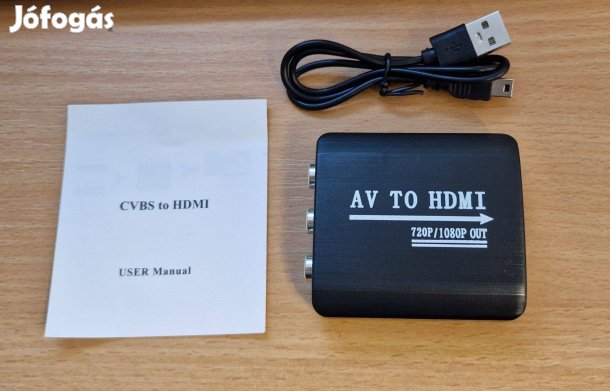 Jófogás
CVBS to HDMI
USER Manual
AV TO HDMI
720P/1080P OUT